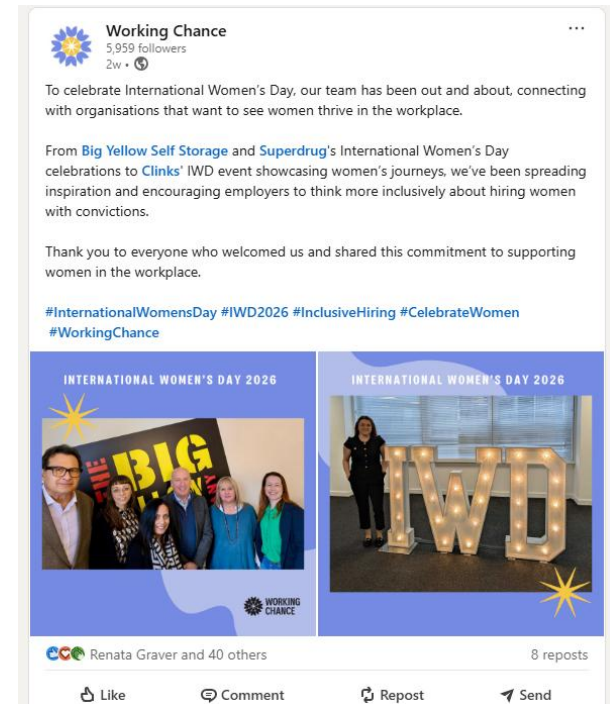 Working Chance
5,959 followers
2w •
To celebrate International Women's Day, our team has been out and about, connecting
with organisations that want to see women thrive in the workplace.
From Big Yellow Self Storage and Superdrug's International Women's Day
celebrations to Clinks' IWD event showcasing women's journeys, we've been spreading
inspiration and encouraging employers to think more inclusively about hiring women
with convictions.
Thank you to everyone who welcomed us and shared this commitment to supporting
women in the workplace.
#InternationalWomensDay #IWD2026 #InclusiveHiring #CelebrateWomen
#WorkingChance
INTERNATIONAL WOMEN'S DAY 2026
THE
BIG
WORKING
CHANCE
INTERNATIONAL WOMEN'S DAY 2026
IWD
Renata Graver and 40 others
8 reposts
Like
Comment
Repost
Send